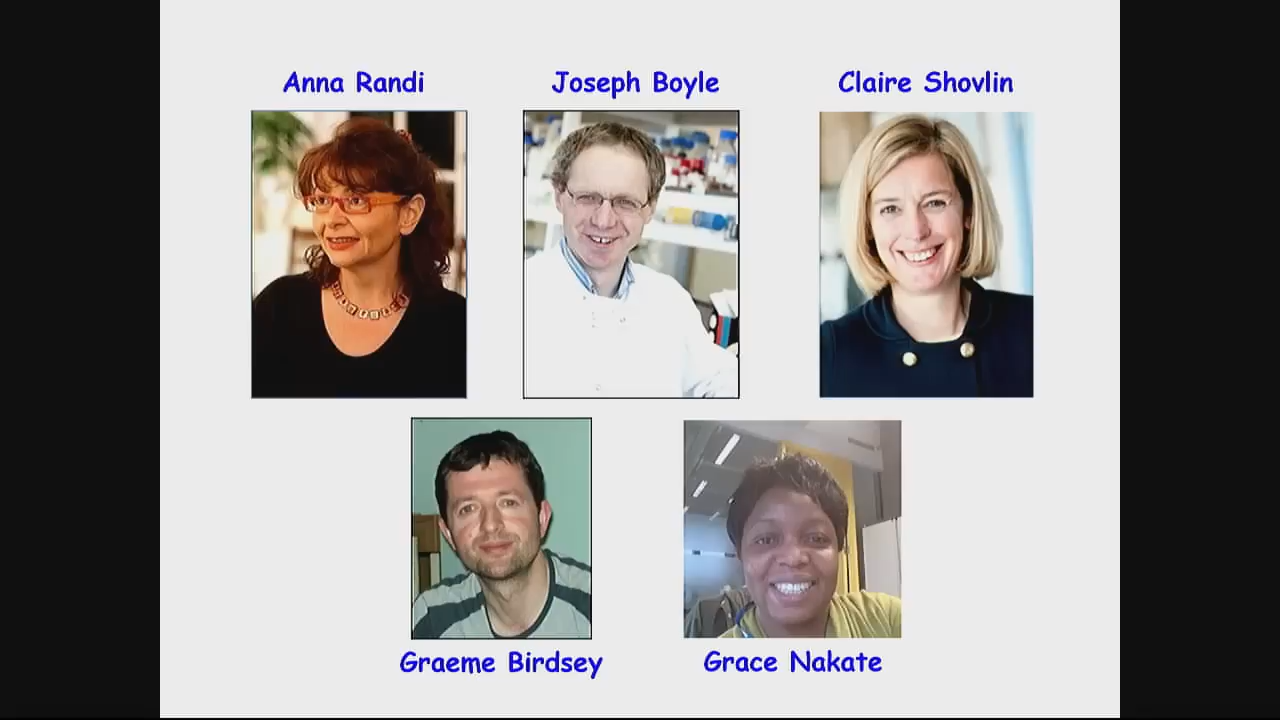 Anna Randi
Joseph Boyle
Claire Shovlin
Graeme Birdsey
Grace Nakate